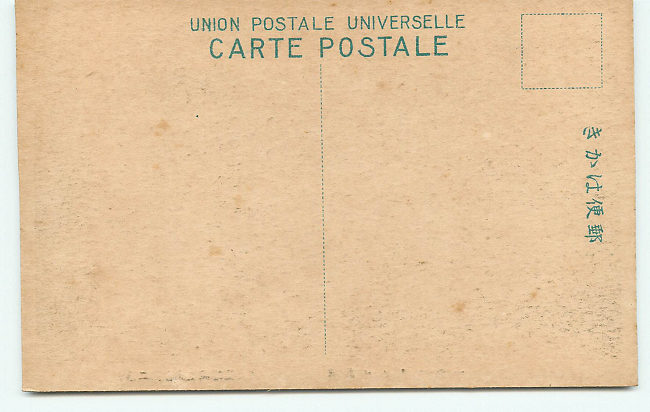 UNION POSTALE UNIVERSELLE
CARTE POSTALE
郵便はかき